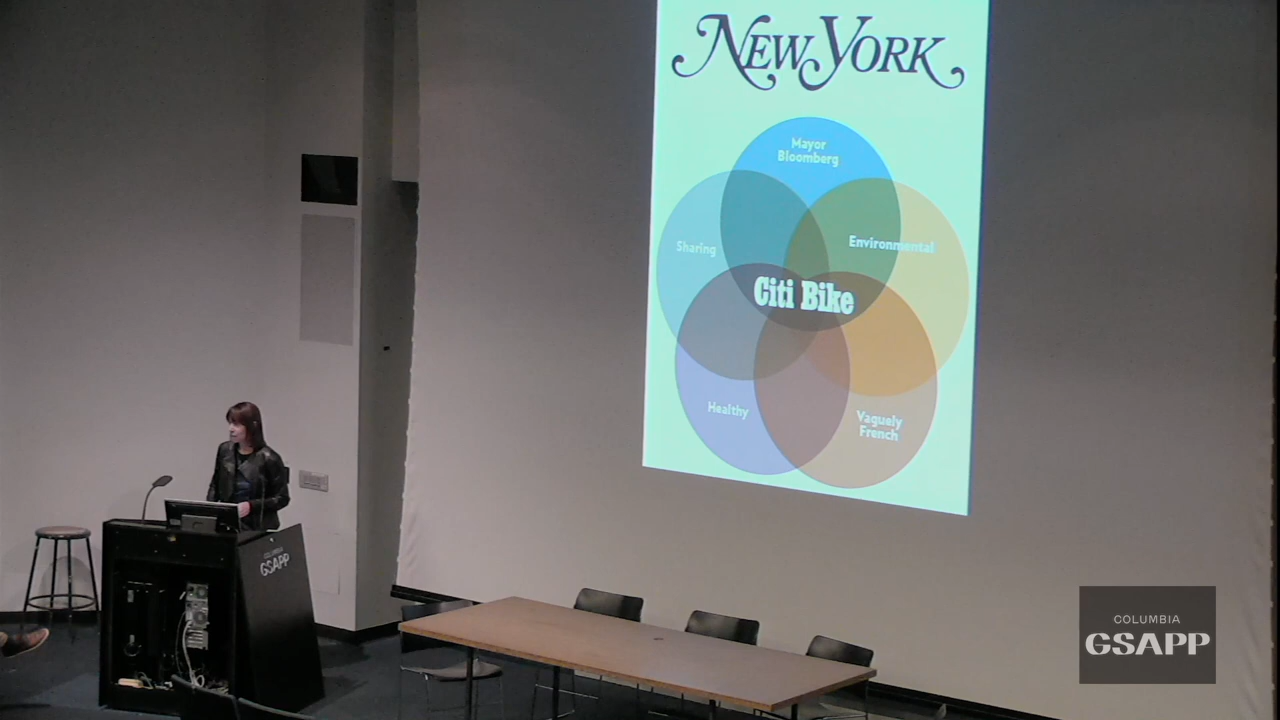 NEW YORK
Mayor
Bloomberg
Sharing
Environmental
Citi Bike
Healthy
Vaguely
French
COLUMBIA
GSAPP
COLUMBIA
GSAPP